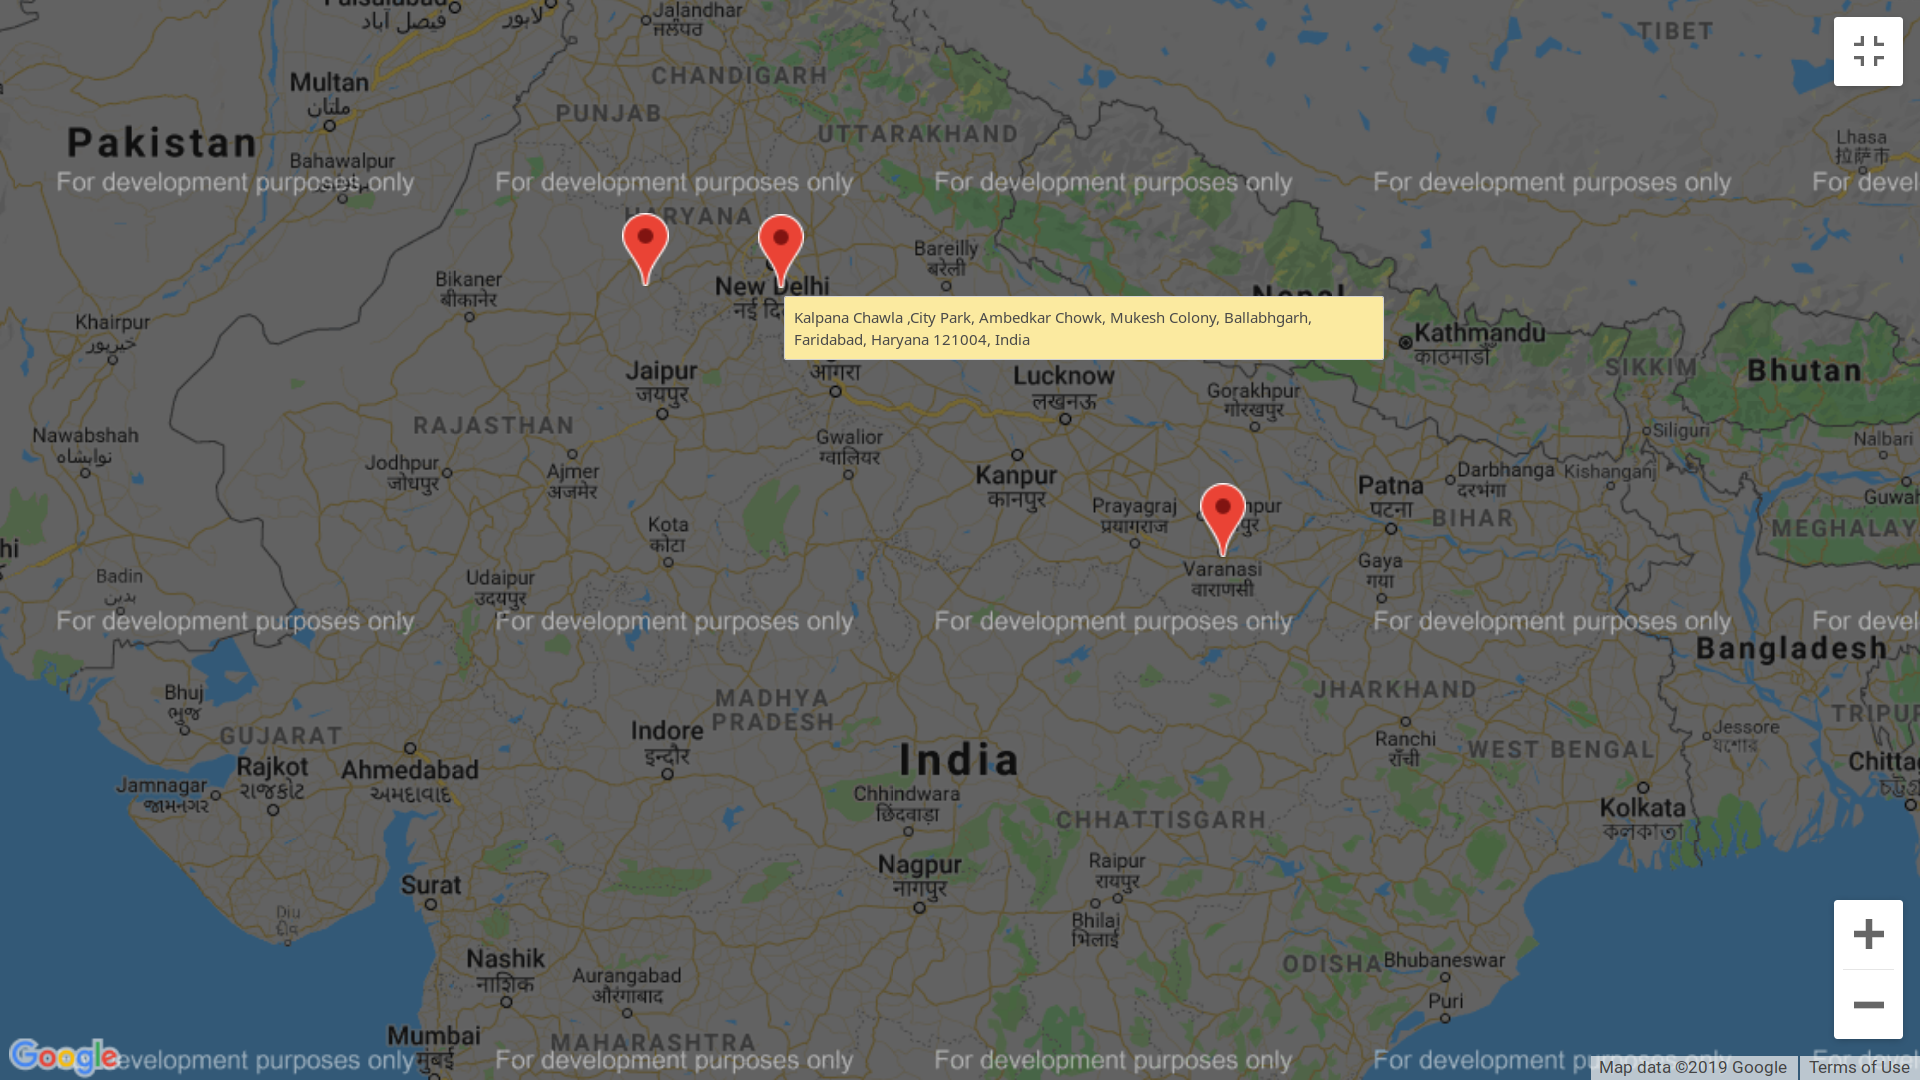 Jalandhar
ਜਲੰਧਰ
TIBET
فيصل آباد
لاہور
CHANDIGARH
Multan
ملتان
PUNJAB
UTTARAKHAND
Pakistan
Lhasa
拉萨市
Bahawalpur
For development purposes only
For development purposes only
For development purposes only
For development purposes only
For devel
HARYANA
Bareilly
बरेली
Bikaner
बीकानेर
New Delhi
नई दि
Nepal
Kalpana Chawla ,City Park, Ambedkar Chowk, Mukesh Colony, Ballabhgarh,
Faridabad, Haryana 121004, India
Khairpur
خيرپور
Kathmandu
काठमाडौँ
SIKKIM
Bhutan
Jaipur
जयपुर
आगरा
Lucknow
लखनऊ
Gorakhpur
गोरखपुर
RAJASTHAN
Siliguri
Nalbari
Nawabshah
نوابشاه
Gwalior
ग्वालियर
Jodhpur
जोधपुर
Ajmer
अजमेर
Kanpur
कानपुर
Darbhanga
दरभंगा
Kishanganj
Patna
पटना
BIHAR
Guwah
MEGHALAY
Prayagraj
प्रयागराज
npur
पुर
Kota
कोटा
hi
Varanasi
वाराणसी
Gaya
गया
Badin
بدين
Udaipur
उदयपुर
For development purposes only
For development purposes only
For development purposes only
For development purposes only
For devel
Bangladesh
Bhuj
ભુજ
MADHYA
PRADESH
JHARKHAND
TRIPUR
GUJARAT
Indore
इन्दौर
India
Ranchi
राँची
WEST BENGAL
Jessore
যশোর
Chittag
চট্টগ্র
Rajkot
રાજકોટ
Ahmedabad
અમદાવાદ
Jamnagar
જામનગર
Chhindwara
छिंदवाड़ा
CHHATTISGARH
Kolkata
কলকাতা
Nagpur
नागपुर
Raipur
रायपुर
Surat
Diu
દીવ
Bhilai
भिलाई
Nashik
नाशिक
Aurangabad
औरंगाबाद
ODISHA
Bhubaneswar
Puri
Mumbai
मुंबई
MAHARASHTRA
Google
velopment purposes only
For development purposes only
For development purposes only
For development
Map data ©2019 Google
Terms of Use